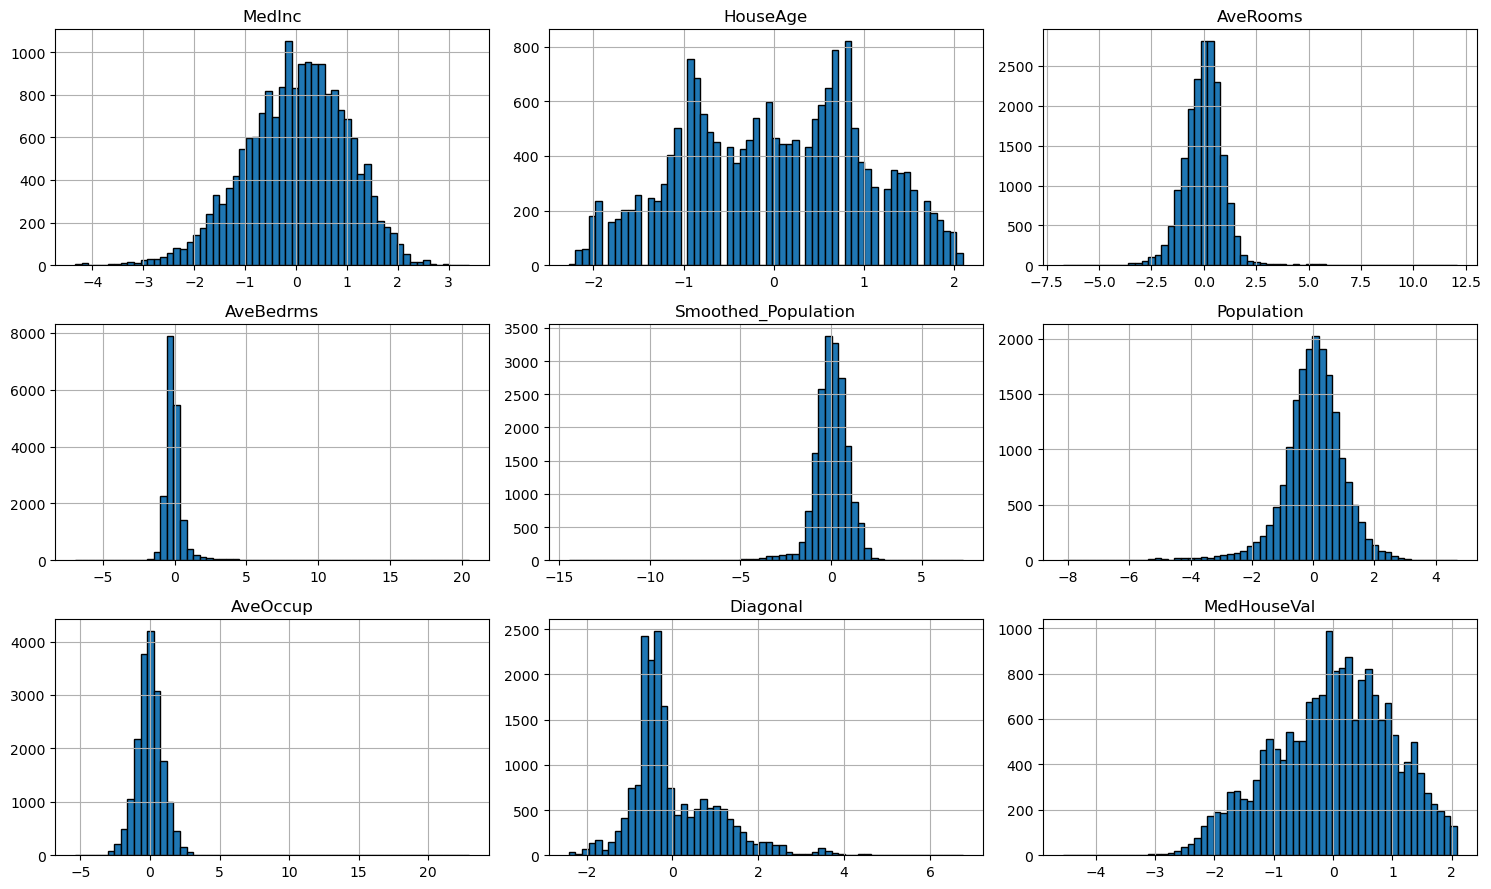 MedInc
HouseAge
AveRooms
1000
800
600
400
200
0
−4 −3 −2 −1 0 1 2 3
800
600
400
200
0
−2 −1 0 1 2
2500
2000
1500
1000
500
0
−7.5 −5.0 −2.5 0.0 2.5 5.0 7.5 10.0 12.5
AveBedrms
Smoothed_Population
Population
8000
6000
4000
2000
0
−5 0 5 10 15 20
3500
3000
2500
2000
1500
1000
500
0
−15 −10 −5 0 5
2000
1500
1000
500
0
−8 −6 −4 −2 0 2 4
AveOccup
Diagonal
MedHouseVal
4000
3000
2000
1000
0
−5 0 5 10 15 20
2500
2000
1500
1000
500
0
−2 0 2 4 6
1000
800
600
400
200
0
−4 −3 −2 −1 0 1 2